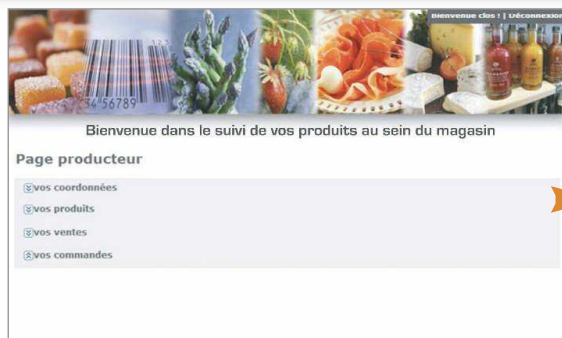 Bienvenue clos ! | Déconnexion
34 56789
Bienvenue dans le suivi de vos produits au sein du magasin
Page producteur
vos coordonnées
vos produits
vos ventes
vos commandes